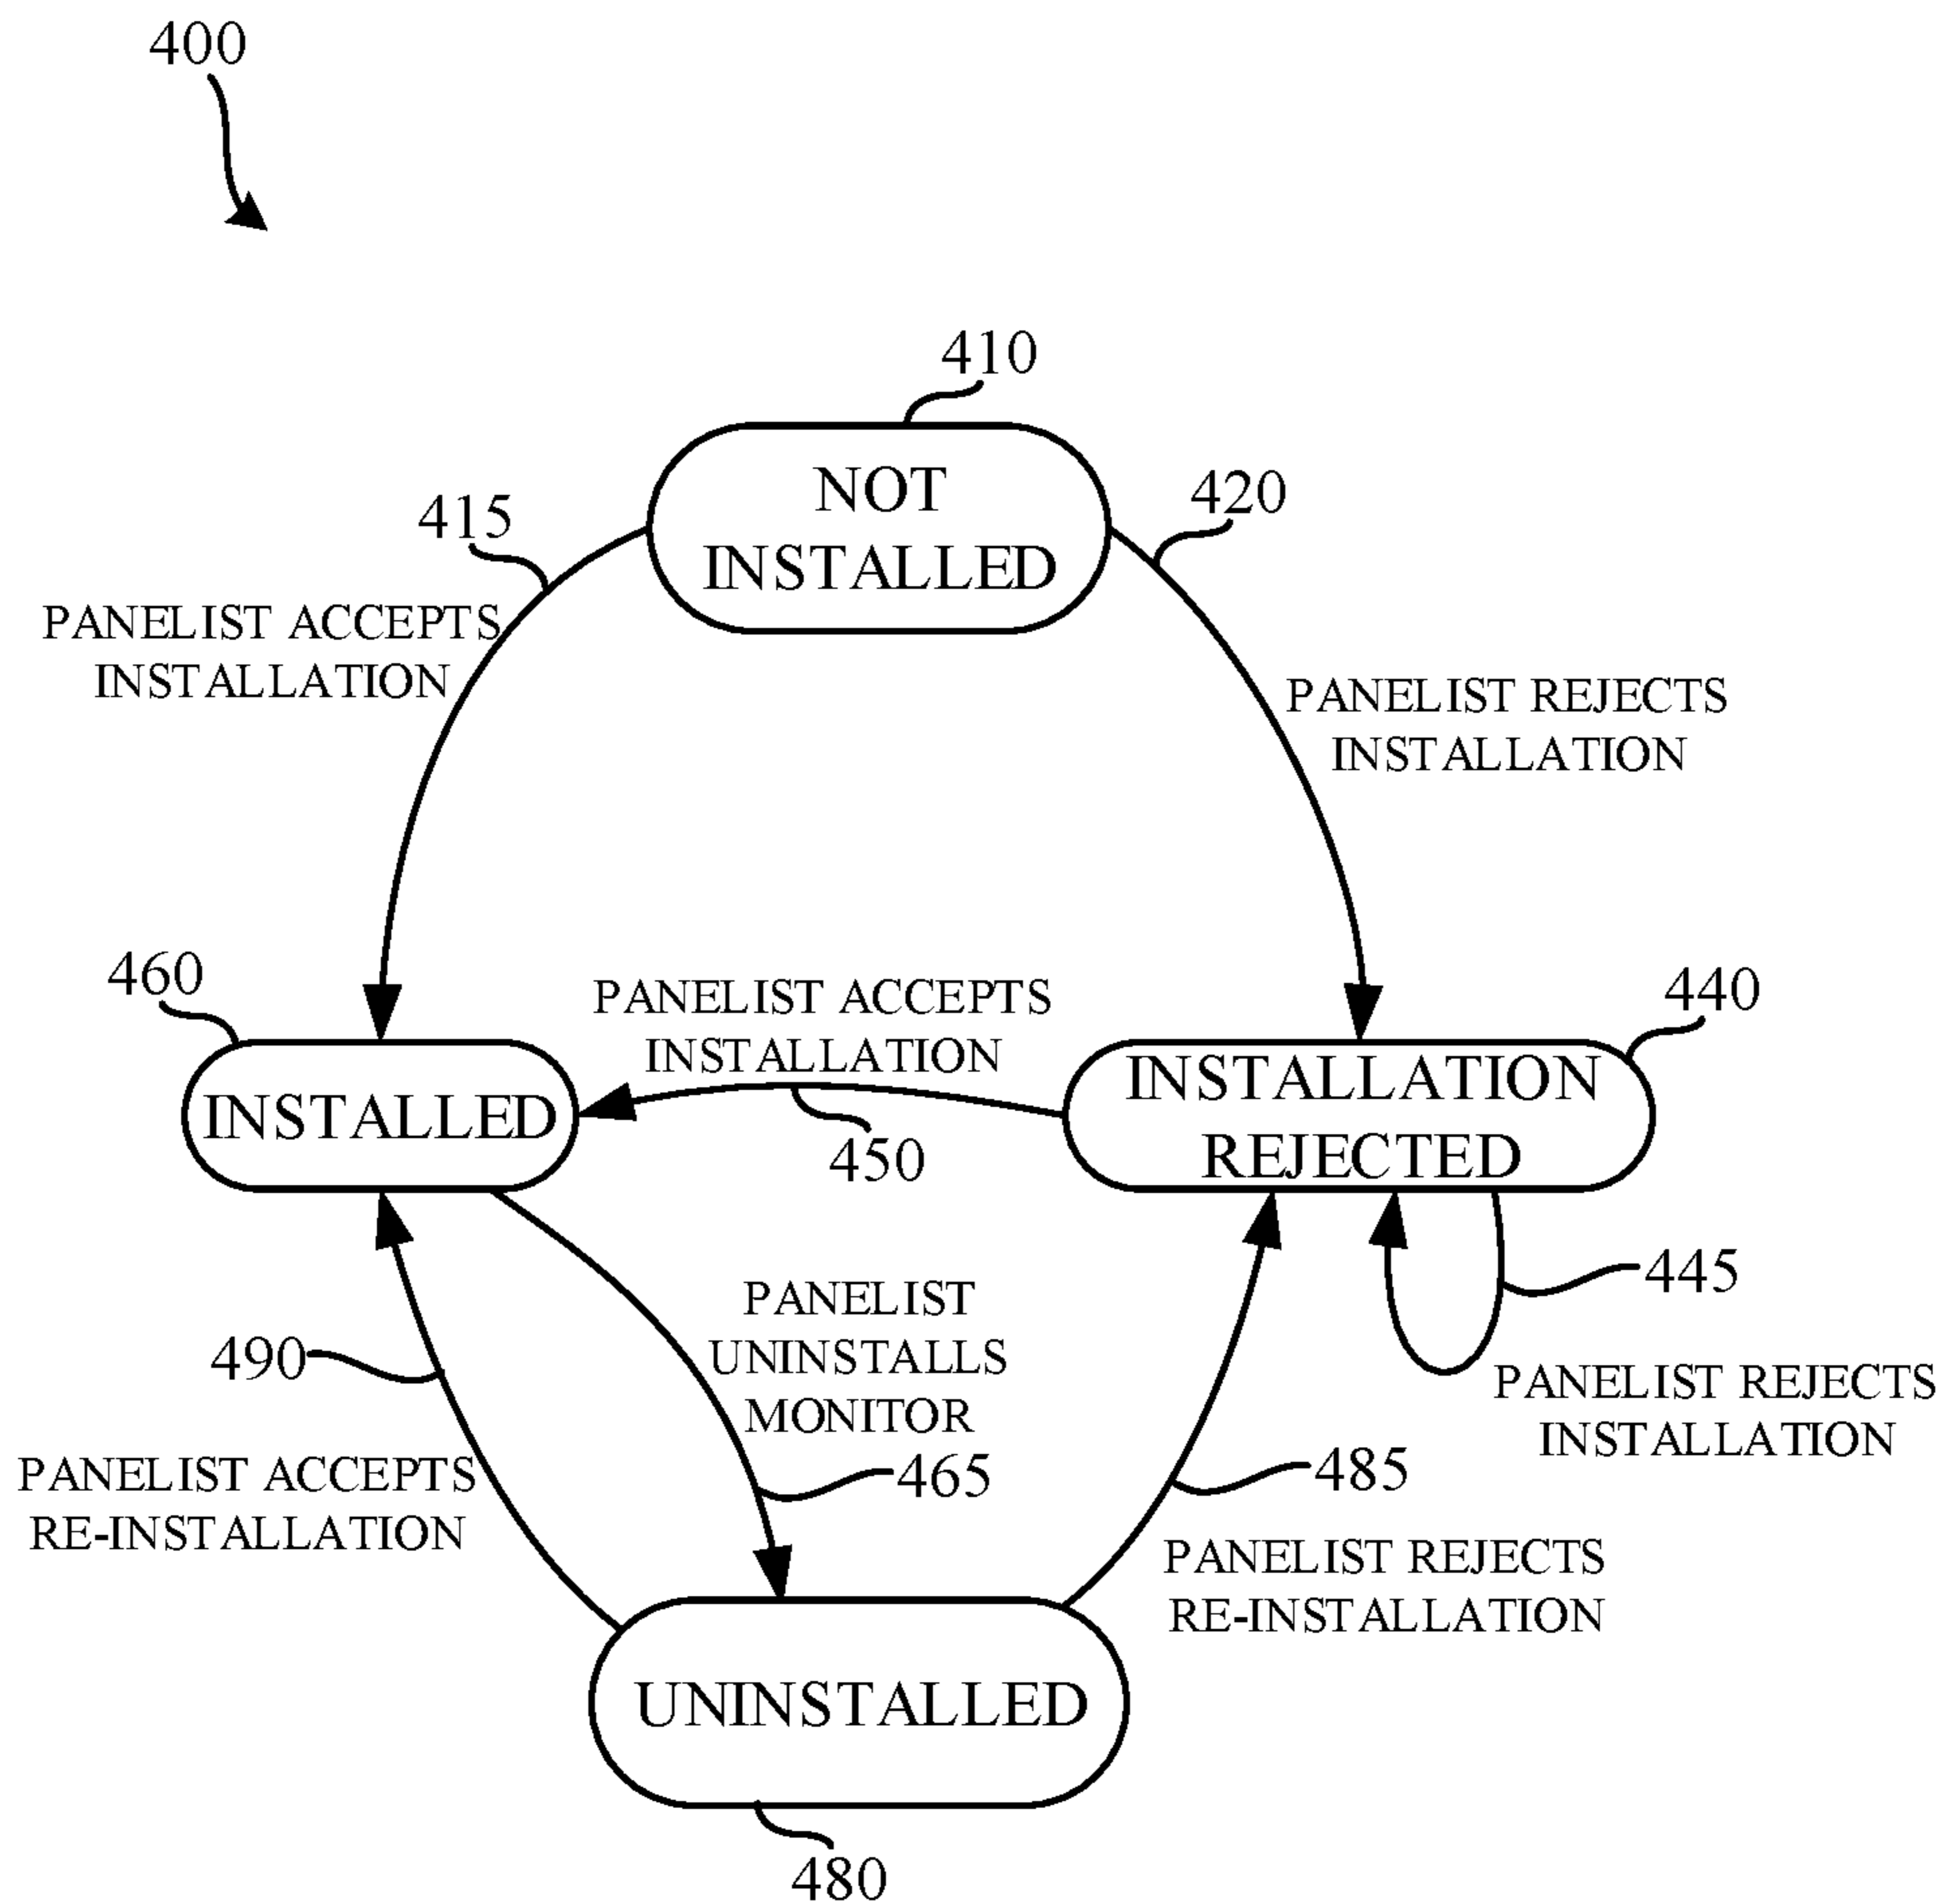 400
410
NOT
INSTALLED
415
420
PANELIST ACCEPTS
INSTALLATION
PANELIST REJECTS
INSTALLATION
460
PANELIST ACCEPTS
INSTALLATION
440
INSTALLED
450
INSTALLATION
REJECTED
445
PANELIST
UNINSTALLS
MONITOR
490
465
485
PANELIST REJECTS
INSTALLATION
PANELIST ACCEPTS
RE-INSTALLATION
PANELIST REJECTS
RE-INSTALLATION
UNINSTALLED
480